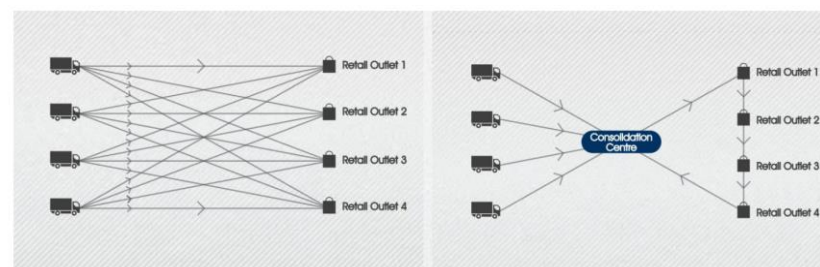 Retail Outlet 1
Retail Outlet 2
Retail Outlet 3
Retail Outlet 4
Retail Outlet 1
Retail Outlet 2
Consolidation
Centre
Retail Outlet 3
Retail Outlet 4